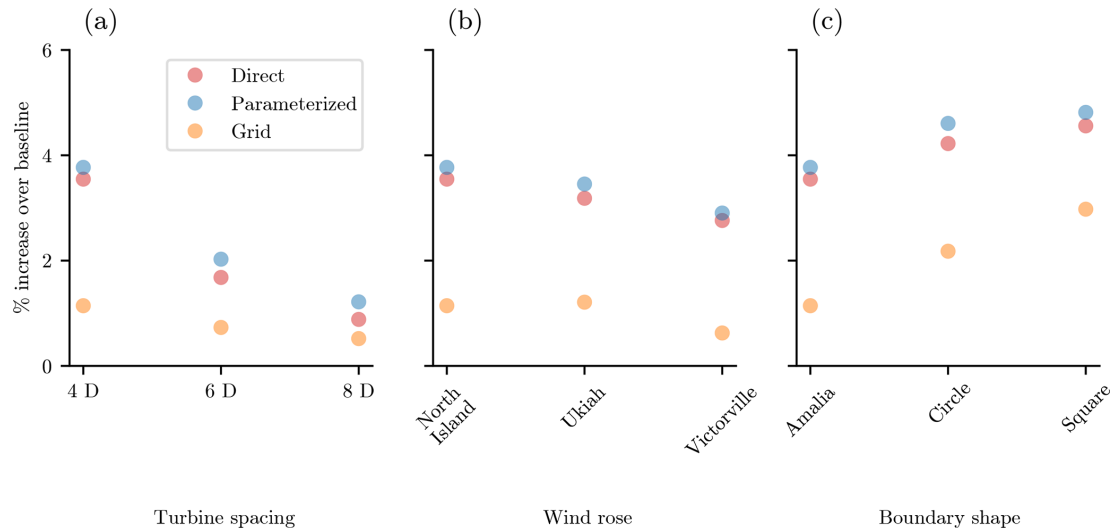 (a)
(b)
(c)
% increase over baseline
6
4
2
0
Direct
Parameterized
Grid
4 D
6 D
8 D
North
Island
Ukiah
Victorville
Amalia
Circle
Square
Turbine spacing
Wind rose
Boundary shape